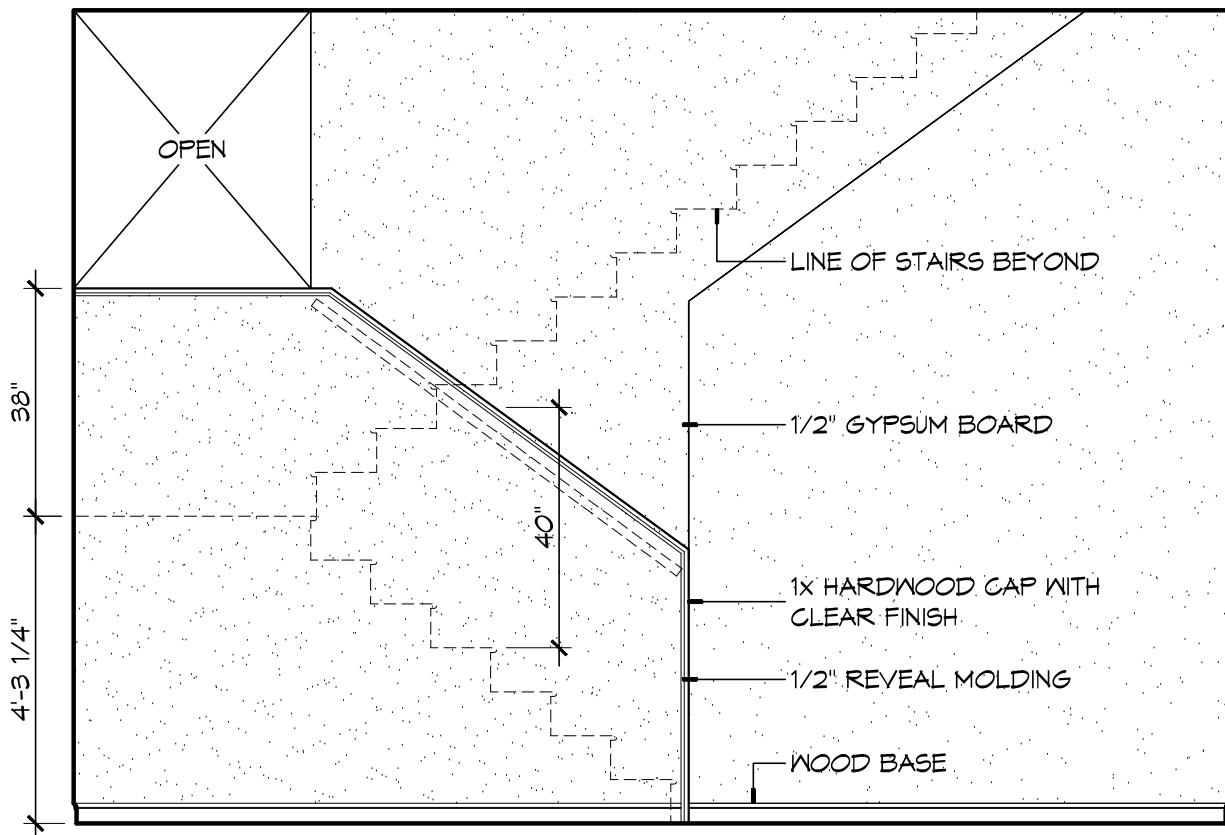 OPEN
LINE OF STAIRS BEYOND
38"
1/2" GYPSUM BOARD
40"
1x HARDWOOD CAP WITH
CLEAR FINISH
4'-3 1/4"
1/2" REVEAL MOLDING
WOOD BASE